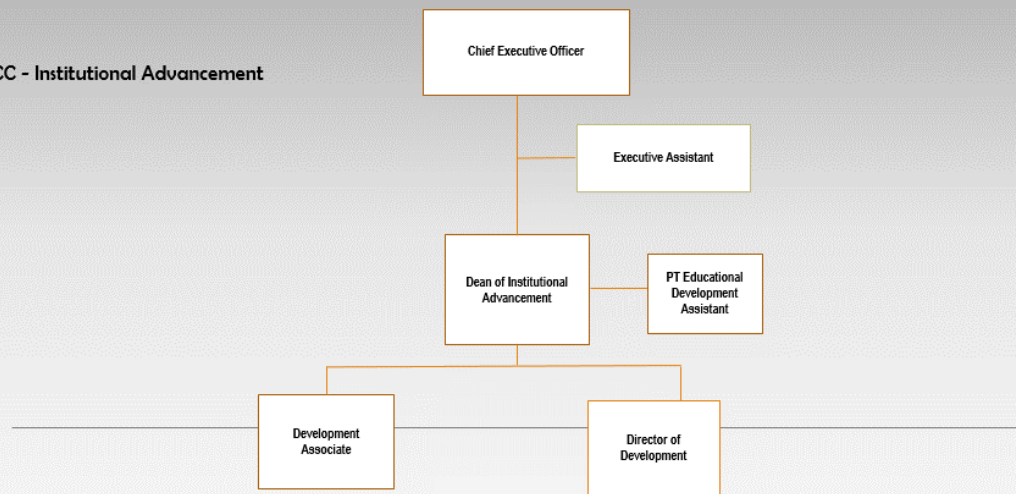 Chief Executive Officer
CC - Institutional Advancement
Executive Assistant
Dean of Institutional
Advancement
PT Educational
Development
Assistant
Development
Associate
Director of
Development